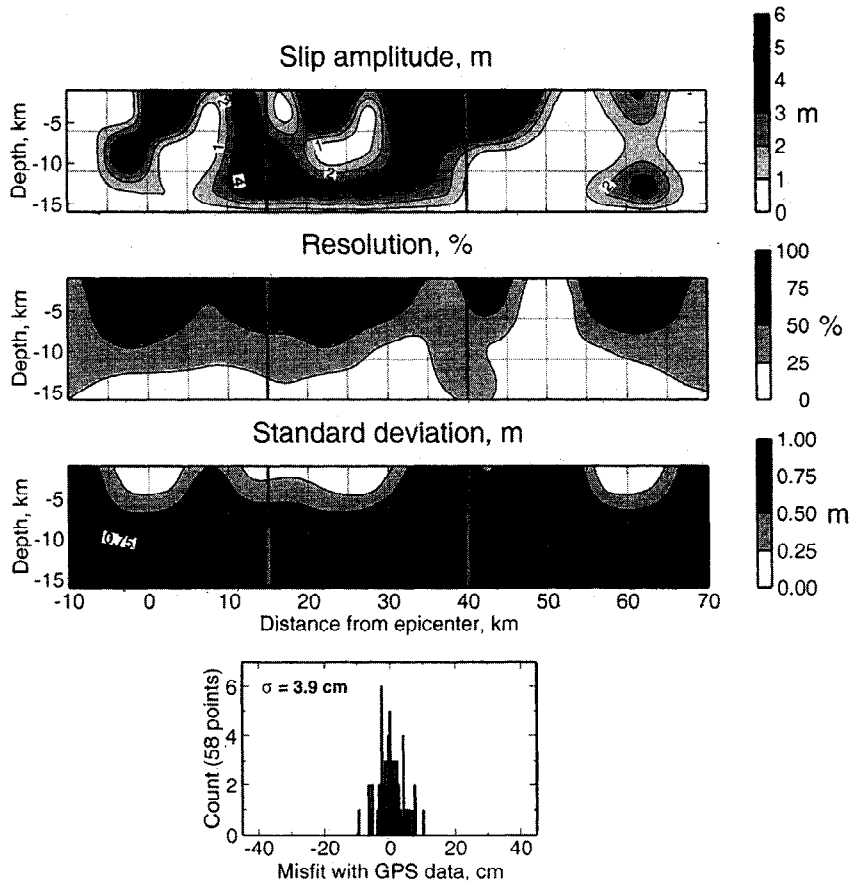 Slip amplitude, m
Depth, km
-5
-10
-15
2
1
4
1
2
2
6
5
4
3
2
1
0
m
Resolution, %
Depth, km
-5
-10
-15
100
75
50
25
0
%
Standard deviation, m
Depth, km
-5
-10
-15
0.75
1.00
0.75
0.50
0.25
0.00
m
-10 0 10 20 30 40 50 60 70
Distance from epicenter, km
σ = 3.9 cm
Count (58 points)
6
4
2
0
-40 -20 0 20 40
Misfit with GPS data, cm